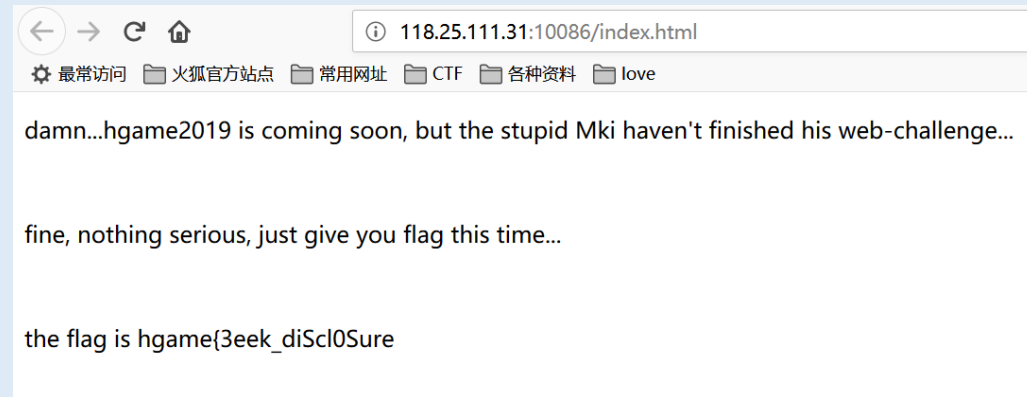 118.25.111.31:10086/index.html
最常访问 火狐官方站点 常用网址 CTF 各种资料 love
damn...hgame2019 is coming soon, but the stupid Mki haven't finished his web-challenge...
fine, nothing serious, just give you flag this time...
the flag is hgame{3eek_diScl0Sure